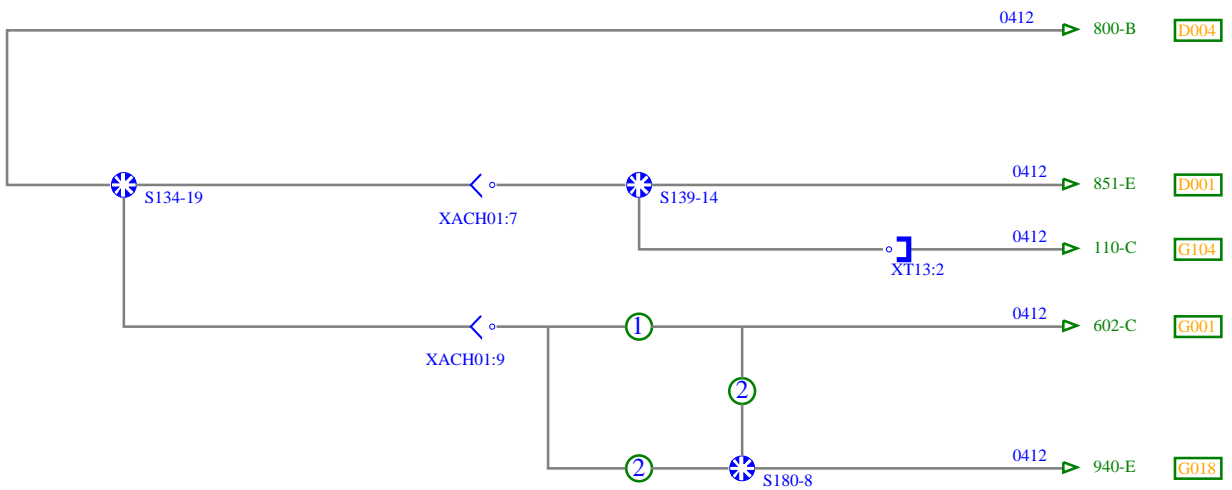 0412
800-B D004
0412
S134-19 S139-14 851-E D001
XACH01:7
0412
110-C G104
XT13:2
0412
1 602-C G001
XACH01:9
2
0412
2 940-E G018
S180-8